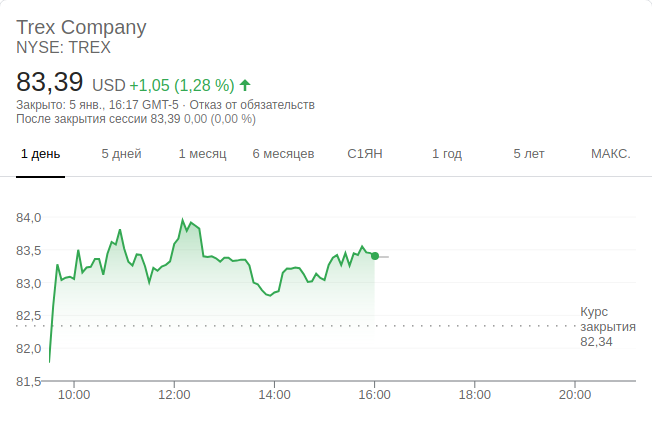 Trex Company
NYSE: TREX
83,39 USD +1,05 (1,28 %)
Закрыто: 5 янв., 16:17 GMT-5 · Отказ от обязательств
После закрытия сессии 83,39 0,00 (0,00 %)
1 день 5 дней 1 месяц 6 месяцев С1ЯН 1 год 5 лет МАКС.
84,0
83,5
83,0
82,5
Курс
закрытия
82,34
82,0
81,5
10:00 12:00 14:00 16:00 18:00 20:00